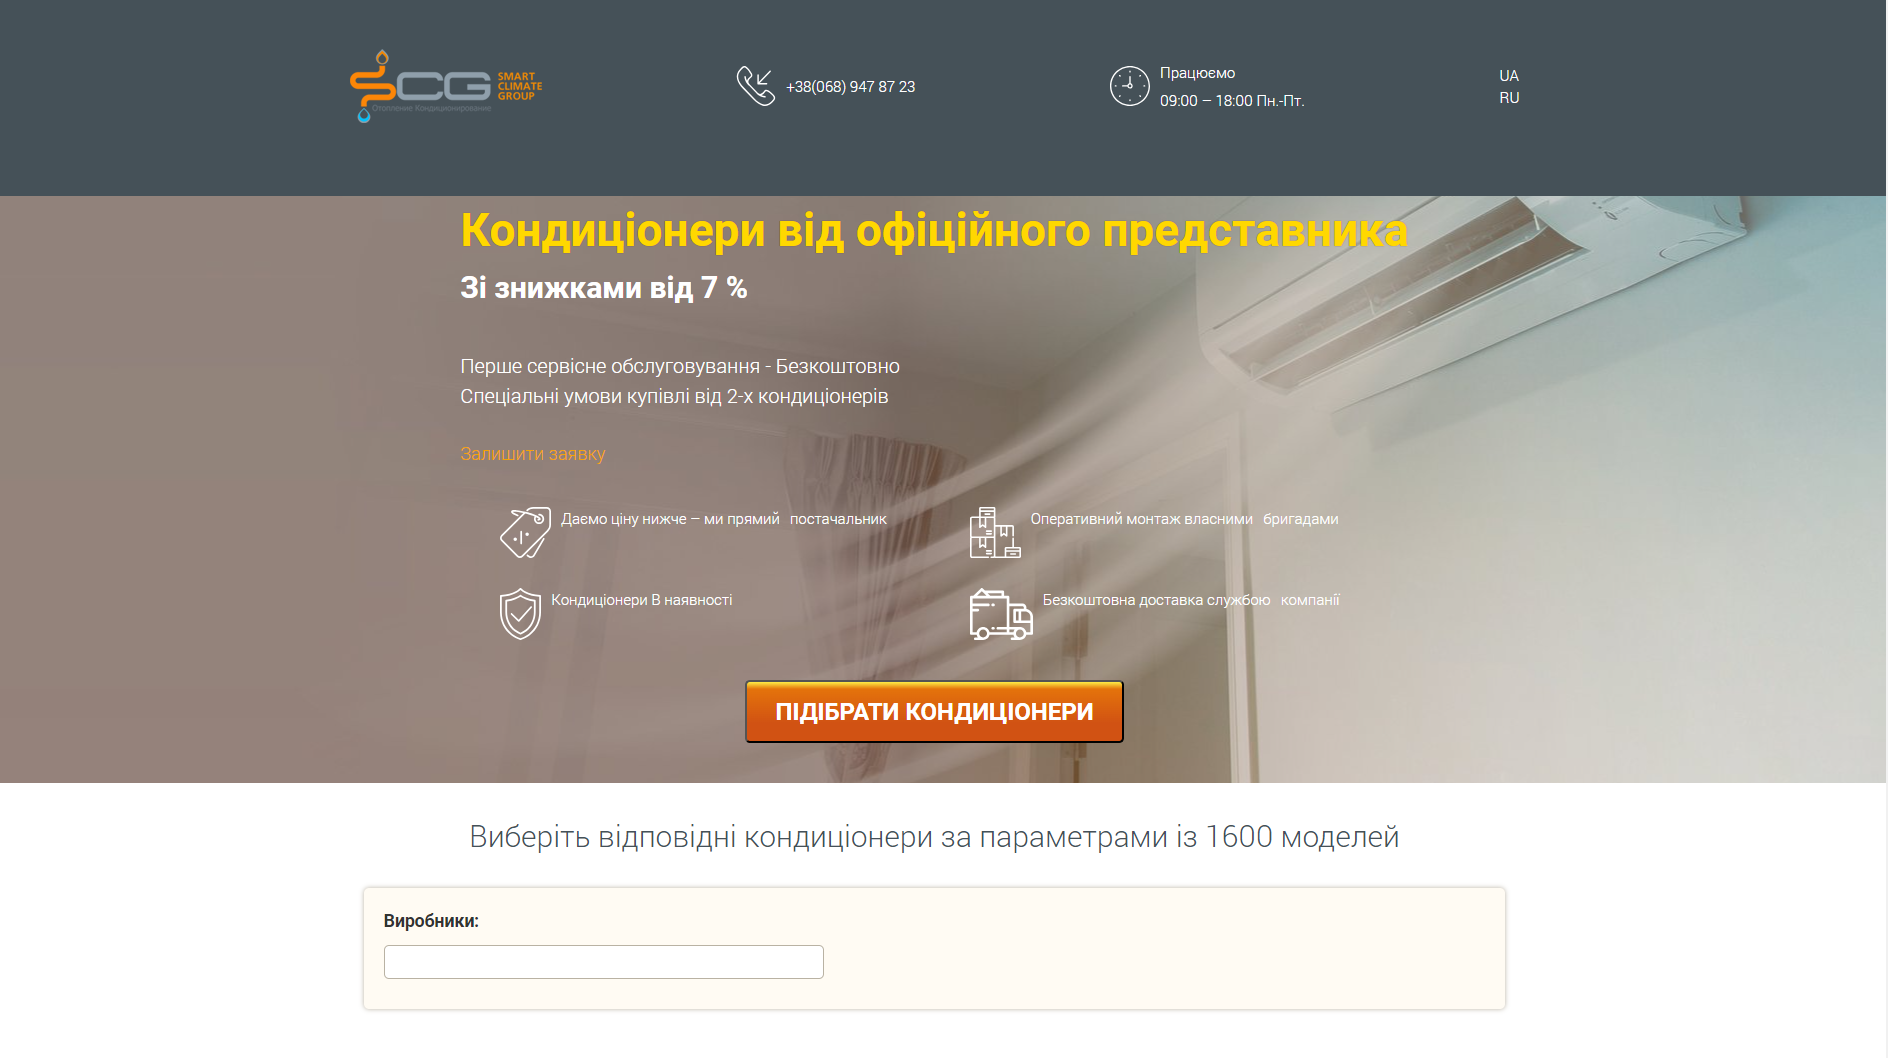 SCG
SMART
CLIMATE
GROUP
Отопление Кондиционирование
+38(068) 947 87 23
Працюємо
09:00 – 18:00 Пн.-Пт.
UA
RU
Кондиціонери від офіційного представника
Зі знижками від 7 %
Перше сервісне обслуговування - Безкоштовно
Спеціальні умови купівлі від 2-х кондиціонерів
Залишити заявку
Даємо ціну нижче – ми прямий постачальник
Оперативний монтаж власними бригадами
Кондиціонери В наявності
Безкоштовна доставка службою компанії
ПІДІБРАТИ КОНДИЦІОНЕРИ
Виберіть відповідні кондиціонери за параметрами із 1600 моделей
Виробники: